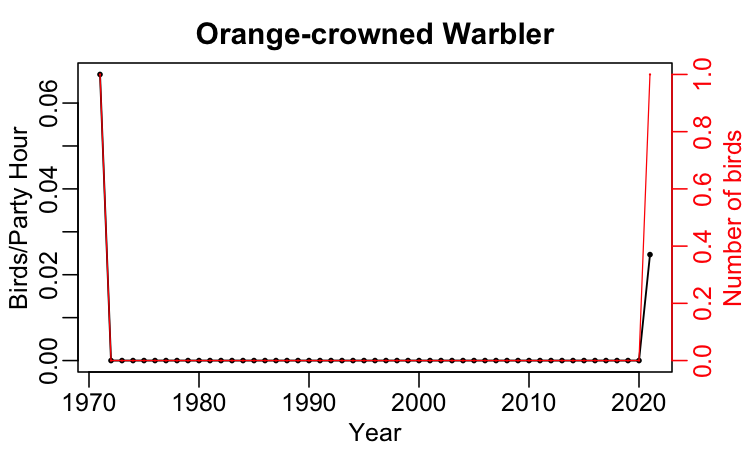 Orange-crowned Warbler
Birds/Party Hour
0.00
0.02
0.04
0.06
Number of birds
0.0
0.2
0.4
0.6
0.8
1.0
1970 1980 1990 2000 2010 2020
Year